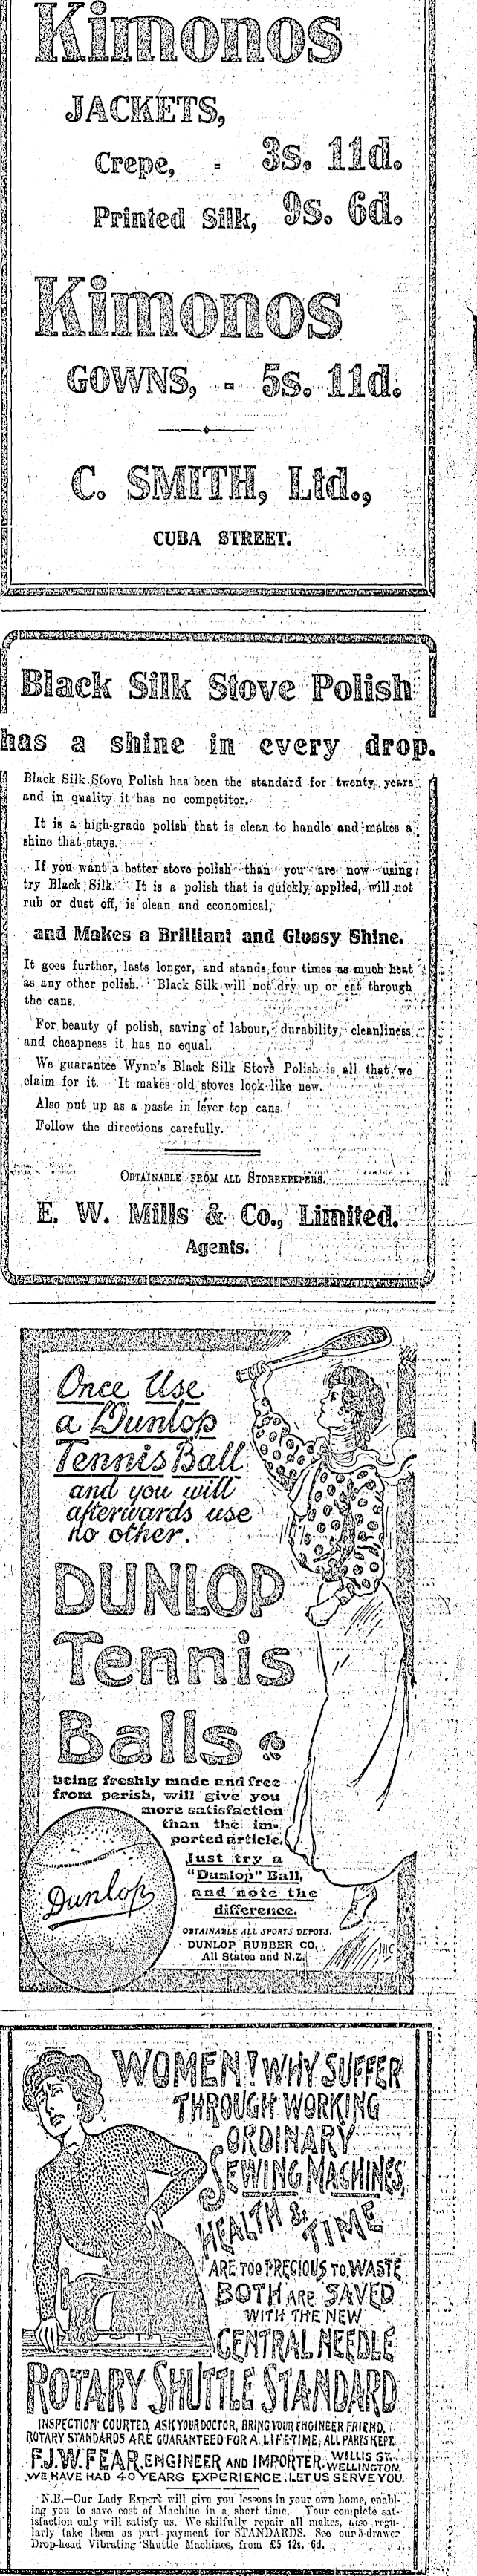 Kimonos
JACKETS,
Crepe, - 3s. 11d.
Printed Silk, 9s. 6d.
Kimonos
GOWNS, - 5s. 11d.
C. SMITH, Ltd.,
CUBA STREET.
Black Silk Stove Polish
has a shine in every drop.
Black Silk Stove Polish has been the standard for twenty years
and in quality it has no competitor.
It is a high-grade polish that is clean to handle and makes a
shine that stays.
If you want a better stove polish than you are now using
try Black Silk. It is a polish that is quickly applied, will not
rub or dust off, is clean and economical,
and Makes a Brilliant and Glossy Shine.
It goes further, lasts longer, and stands four times as much heat
as any other polish. Black Silk will not dry up or eat through
the cans.
For beauty of polish, saving of labour, durability, cleanliness
and cheapness it has no equal.
We guarantee Wynn's Black Silk Stove Polish is all that we
claim for it. It makes old stoves look like new.
Also put up as a paste in lever top cans.
Follow the directions carefully.
OBTAINABLE FROM ALL STOREKEEPERS.
E. W. Mills & Co., Limited.
Agents.
Once Use
a Dunlop
Tennis Ball
and you will
afterwards use
no other.
DUNLOP
Tennis
Balls
being freshly made and free
from perish, will give you
more satisfaction
than the im-
ported article.
Just try a
"Dunlop" Ball,
and note the
difference.
OBTAINABLE ALL SPORTS DEPOTS.
DUNLOP RUBBER CO.
All States and N.Z.
Dunlop
WOMEN! WHY SUFFER
THROUGH WORKING
ORDINARY
SEWING MACHINES,
HEALTH & TIME
ARE TOO PRECIOUS TO WASTE
BOTH ARE SAVED
WITH THE NEW
CENTRAL NEEDLE
ROTARY SHUTTLE STANDARD
INSPECTION COURTED, ASK YOUR DOCTOR, BRING YOUR ENGINEER FRIEND.
ROTARY STANDARDS ARE GUARANTEED FOR A LIFETIME, ALL PARTS KEPT.
F.J.W. FEAR, ENGINEER AND IMPORTER. WILLIS ST. WELLINGTON.
WE HAVE HAD 40 YEARS EXPERIENCE. LET US SERVE YOU.
N.B.—Our Lady Expert will give you lessons in your own home, enabl-
ing you to save cost of Machine in a short time. Your complete sat-
isfaction only will satisfy us. We skilfully repair all makes, also regu-
larly take them as part payment for STANDARDS. See our 5-drawer
Drop-head Vibrating Shuttle Machines, from £5 12s. 6d.